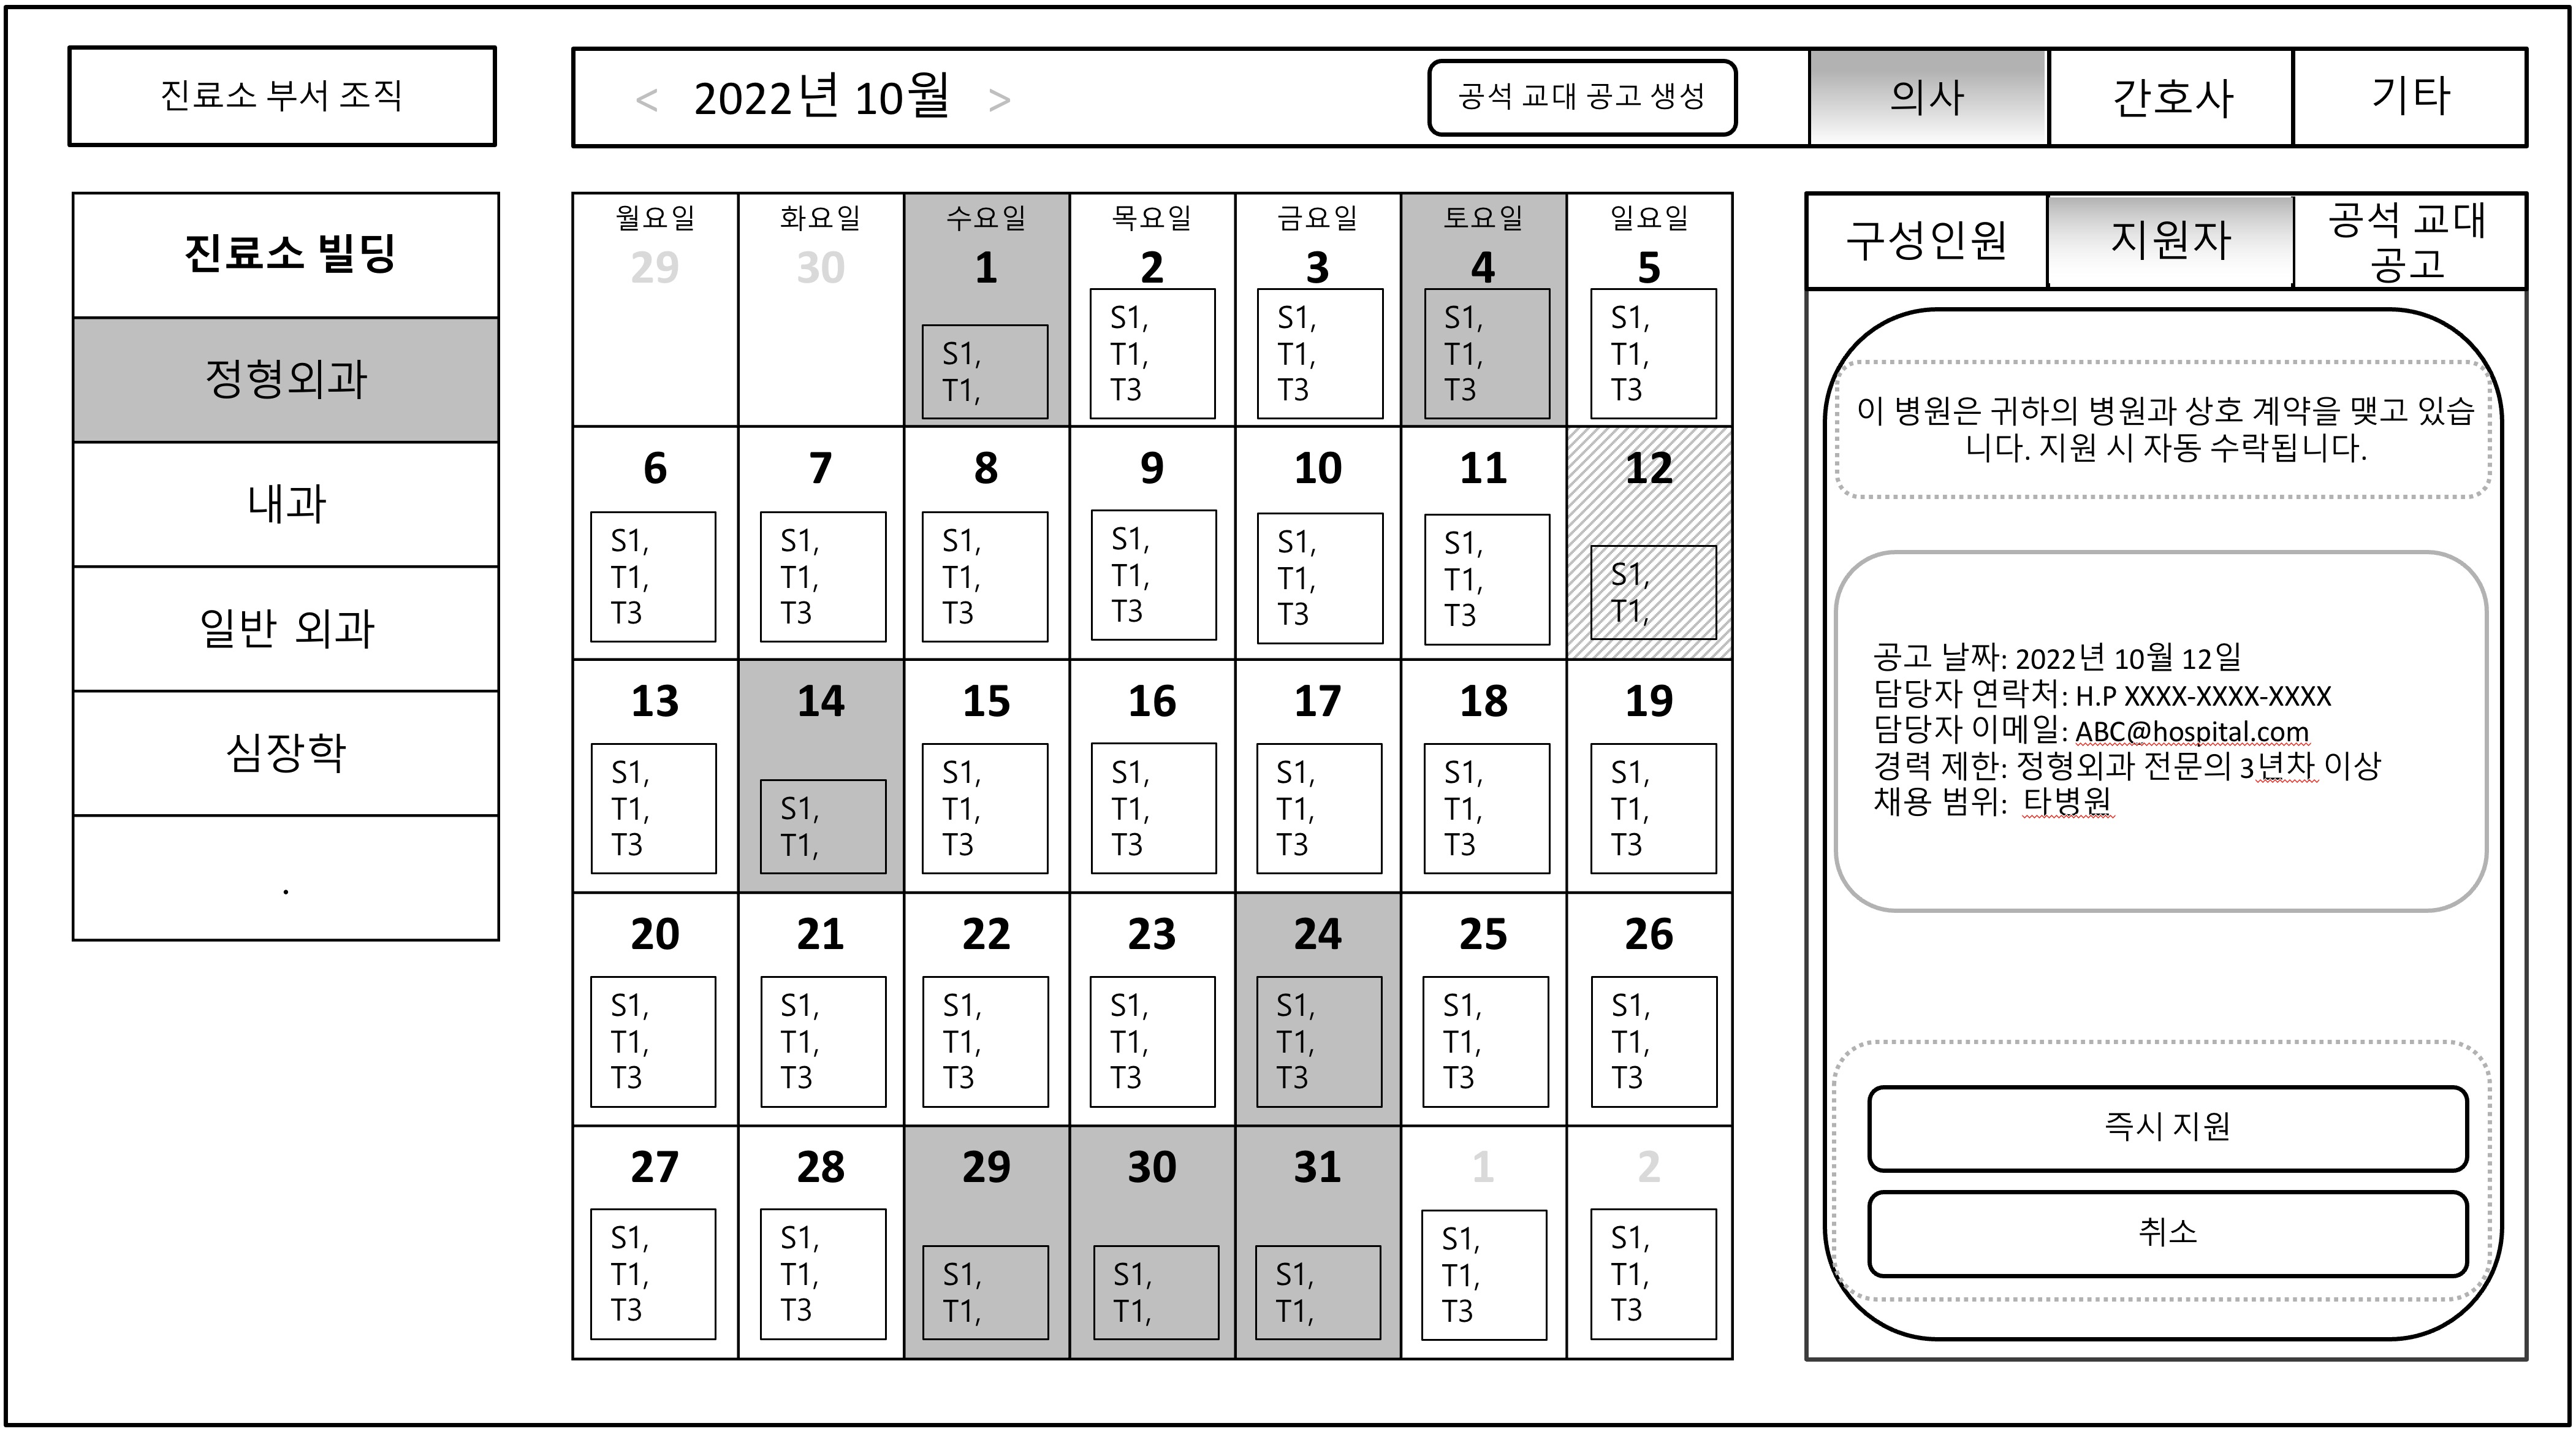 진료소 부서 조직
< 2022년 10월 >
공석 교대 공고 생성
의사
간호사
기타
진료소 빌딩
정형외과
내과
일반 외과
심장학
.
월요일 화요일 수요일 목요일 금요일 토요일 일요일
29 30 1 2 3 4 5
S1,
T1,
S1,
T1,
T3
S1,
T1,
T3
S1,
T1,
T3
S1,
T1,
T3
6 7 8 9 10 11 12
S1,
T1,
T3
S1,
T1,
T3
S1,
T1,
T3
S1,
T1,
T3
S1,
T1,
T3
S1,
T1,
T3
S1,
T1,
13 14 15 16 17 18 19
S1,
T1,
T3
S1,
T1,
S1,
T1,
T3
S1,
T1,
T3
S1,
T1,
T3
S1,
T1,
T3
S1,
T1,
T3
20 21 22 23 24 25 26
S1,
T1,
T3
S1,
T1,
T3
S1,
T1,
T3
S1,
T1,
T3
S1,
T1,
T3
S1,
T1,
T3
S1,
T1,
T3
27 28 29 30 31 1 2
S1,
T1,
T3
S1,
T1,
T3
S1,
T1,
S1,
T1,
S1,
T1,
S1,
T1,
T3
S1,
T1,
T3
구성인원
지원자
공석 교대
공고
이 병원은 귀하의 병원과 상호 계약을 맺고 있습
니다. 지원 시 자동 수락됩니다.
공고 날짜: 2022년 10월 12일
담당자 연락처: H.P XXXX-XXXX-XXXX
담당자 이메일: ABC@hospital.com
경력 제한: 정형외과 전문의 3년차 이상
채용 범위: 타병원
즉시 지원
취소